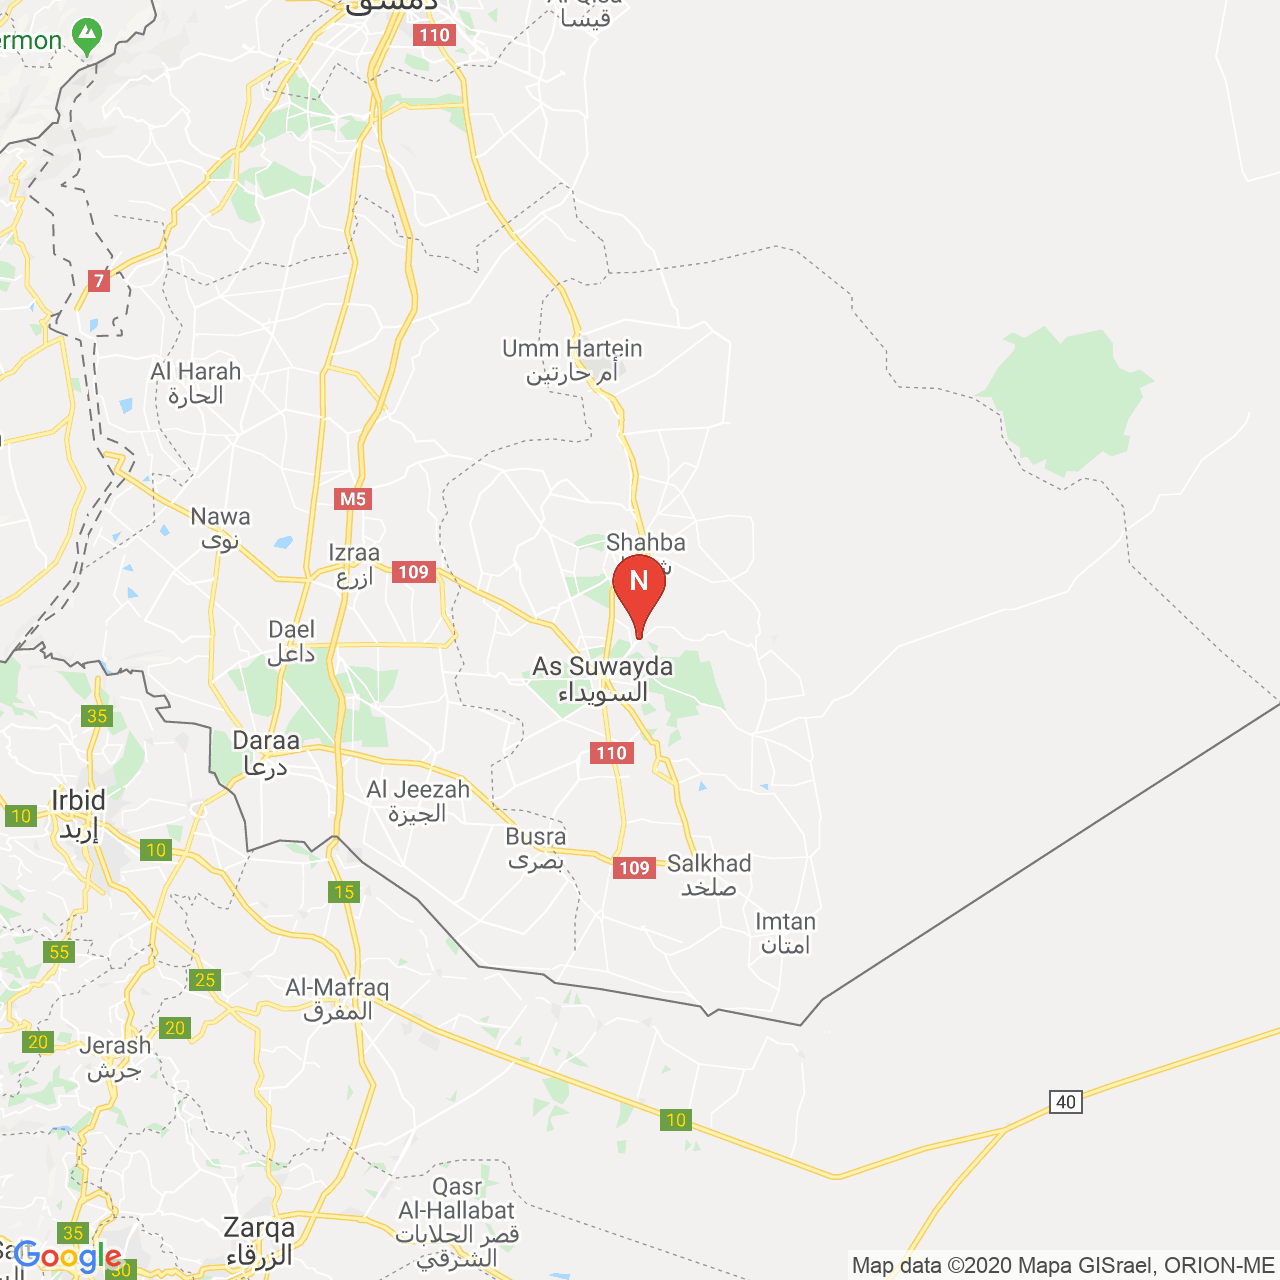 دمشق
قيسا
110
ermon
7
Umm Hartein
أم حارتين
Al Harah
الحارة
M5
Nawa
نوى
Shahba
Izraa
ازرع
109
N
Dael
داعل
As Suwayda
السويداء
35
Daraa
درعا
110
Al Jeezah
الجيزة
Irbid
إربد
10
10
Busra
بصرى
109
Salkhad
صلخد
15
Imtan
امتان
55
25
Al-Mafraq
المفرق
20
20
Jerash
جرش
40
10
Qasr
Al-Hallabat
قصر الحلابات
الشرقي
Zarqa
الزرقاء
35
30
Google
Map data ©2020 Mapa GISrael, ORION-ME